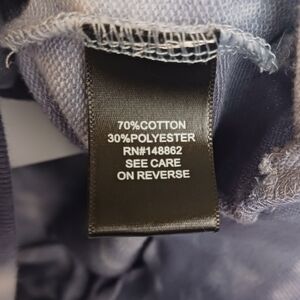 70%COTTON
30%POLYESTER
RN#148862
SEE CARE
ON REVERSE